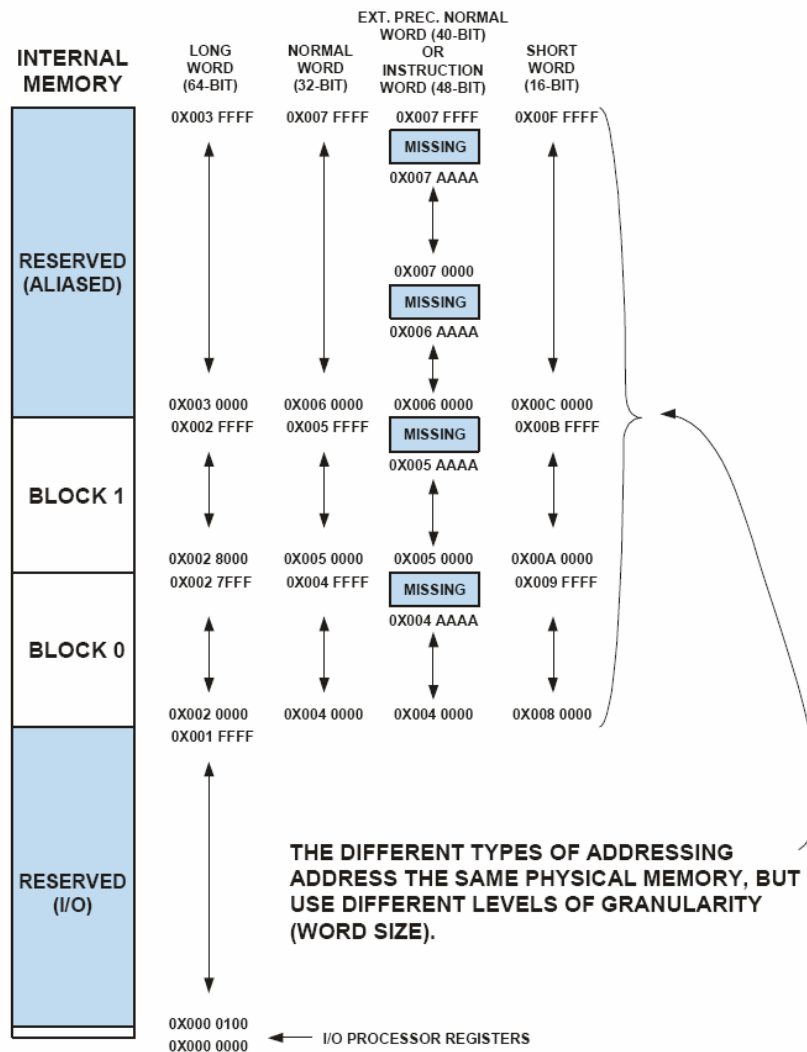 INTERNAL
MEMORY
LONG
WORD
(64-BIT)
NORMAL
WORD
(32-BIT)
EXT. PREC. NORMAL
WORD (40-BIT)
OR
INSTRUCTION
WORD (48-BIT)
SHORT
WORD
(16-BIT)
0X003 FFFF 0X007 FFFF 0X007 FFFF 0X00F FFFF
MISSING
0X007 AAAA
RESERVED
(ALIASED)
0X007 0000
MISSING
0X006 AAAA
0X003 0000 0X006 0000 0X006 0000 0X00C 0000
0X002 FFFF 0X005 FFFF MISSING 0X00B FFFF
0X005 AAAA
BLOCK 1
0X002 8000 0X005 0000 0X005 0000 0X00A 0000
0X002 7FFF 0X004 FFFF MISSING 0X009 FFFF
0X004 AAAA
BLOCK 0
0X002 0000 0X004 0000 0X004 0000 0X008 0000
0X001 FFFF
THE DIFFERENT TYPES OF ADDRESSING
ADDRESS THE SAME PHYSICAL MEMORY, BUT
USE DIFFERENT LEVELS OF GRANULARITY
(WORD SIZE).
RESERVED
(I/O)
0X000 0100
0X000 0000 I/O PROCESSOR REGISTERS